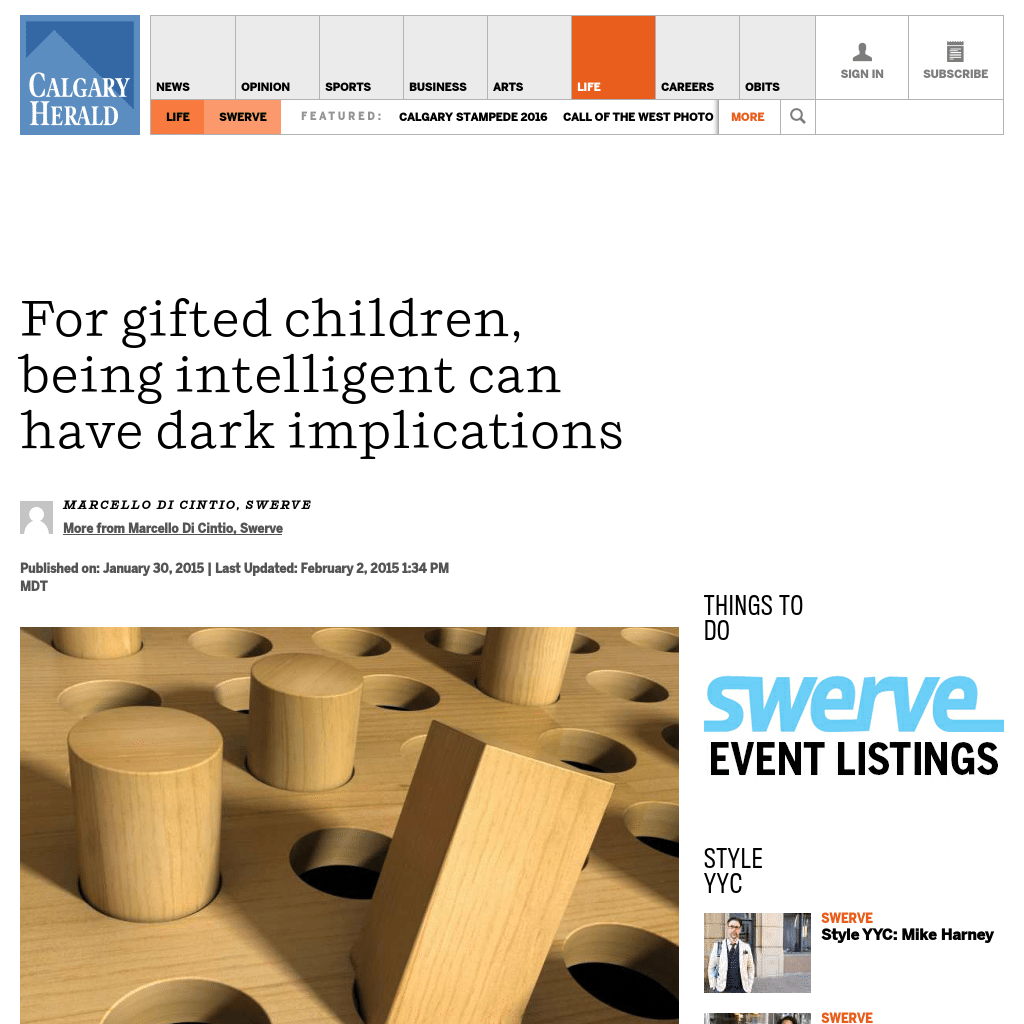 CALGARY
HERALD
NEWS
OPINION
SPORTS
BUSINESS
ARTS
LIFE
CAREERS
OBITS
SIGN IN
SUBSCRIBE
LIFE
SWERVE
FEATURED:
CALGARY STAMPEDE 2016
CALL OF THE WEST PHOTO
MORE
For gifted children,
being intelligent can
have dark implications
MARCELLO DI CINTIO, SWERVE
More from Marcello Di Cintio, Swerve
Published on: January 30, 2015 | Last Updated: February 2, 2015 1:34 PM
MDT
THINGS TO
DO
swerve
EVENT LISTINGS
STYLE
YYC
SWERVE
Style YYC: Mike Harney
SWERVE